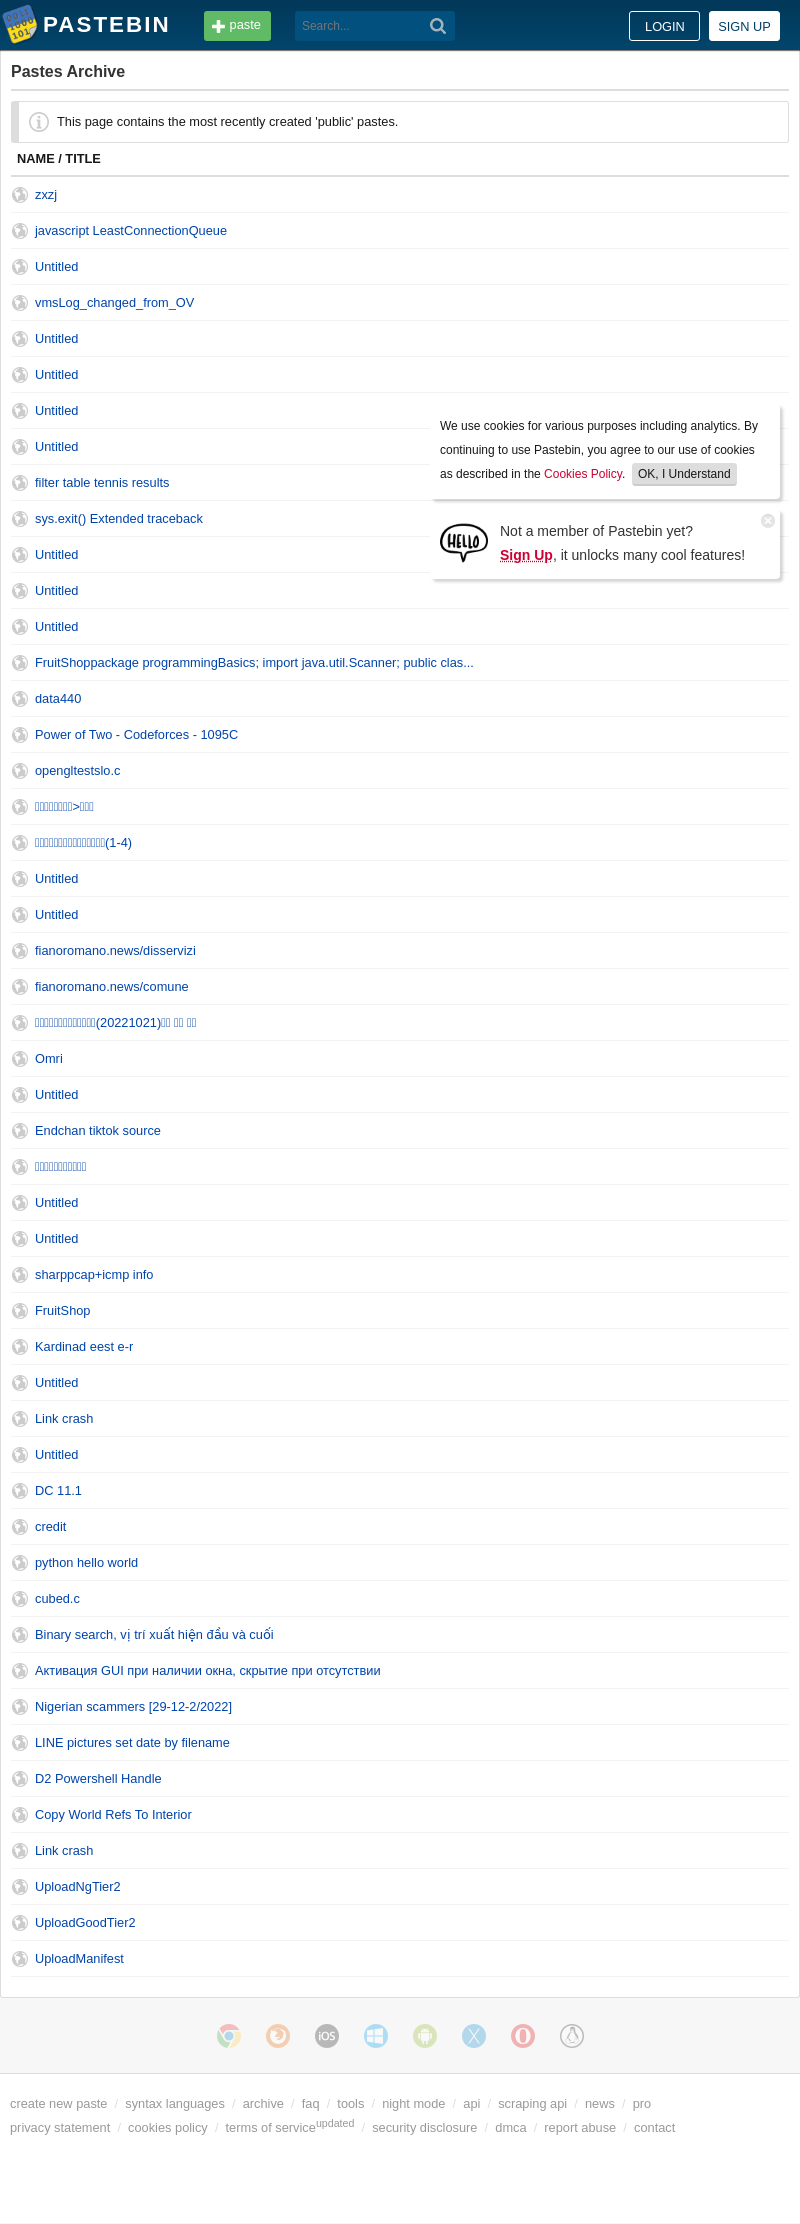 PASTEBIN
paste
Search...
LOGIN
SIGN UP
Pastes Archive
This page contains the most recently created 'public' pastes.
NAME / TITLE
zxzj
javascript LeastConnectionQueue
Untitled
vmsLog_changed_from_OV
Untitled
Untitled
Untitled
Untitled
filter table tennis results
sys.exit() Extended traceback
Untitled
Untitled
Untitled
We use cookies for various purposes including analytics. By
continuing to use Pastebin, you agree to our use of cookies
as described in the Cookies Policy. OK, I Understand
HELLO
Not a member of Pastebin yet?
Sign Up, it unlocks many cool features!
FruitShoppackage programmingBasics; import java.util.Scanner; public clas...
data440
Power of Two - Codeforces - 1095C
opengltestslo.c
>
(1-4)
Untitled
Untitled
fianoromano.news/disservizi
fianoromano.news/comune
(20221021)
Omri
Untitled
Endchan tiktok source
Untitled
Untitled
sharppcap+icmp info
FruitShop
Kardinad eest e-r
Untitled
Link crash
Untitled
DC 11.1
credit
python hello world
cubed.c
Binary search, vị trí xuất hiện đầu và cuối
Активация GUI при наличии окна, скрытие при отсутствии
Nigerian scammers [29-12-2/2022]
LINE pictures set date by filename
D2 Powershell Handle
Copy World Refs To Interior
Link crash
UploadNgTier2
UploadGoodTier2
UploadManifest
iOS
create new paste / syntax languages / archive / faq / tools / night mode / api / scraping api / news / pro
privacy statement / cookies policy / terms of service updated / security disclosure / dmca / report abuse / contact